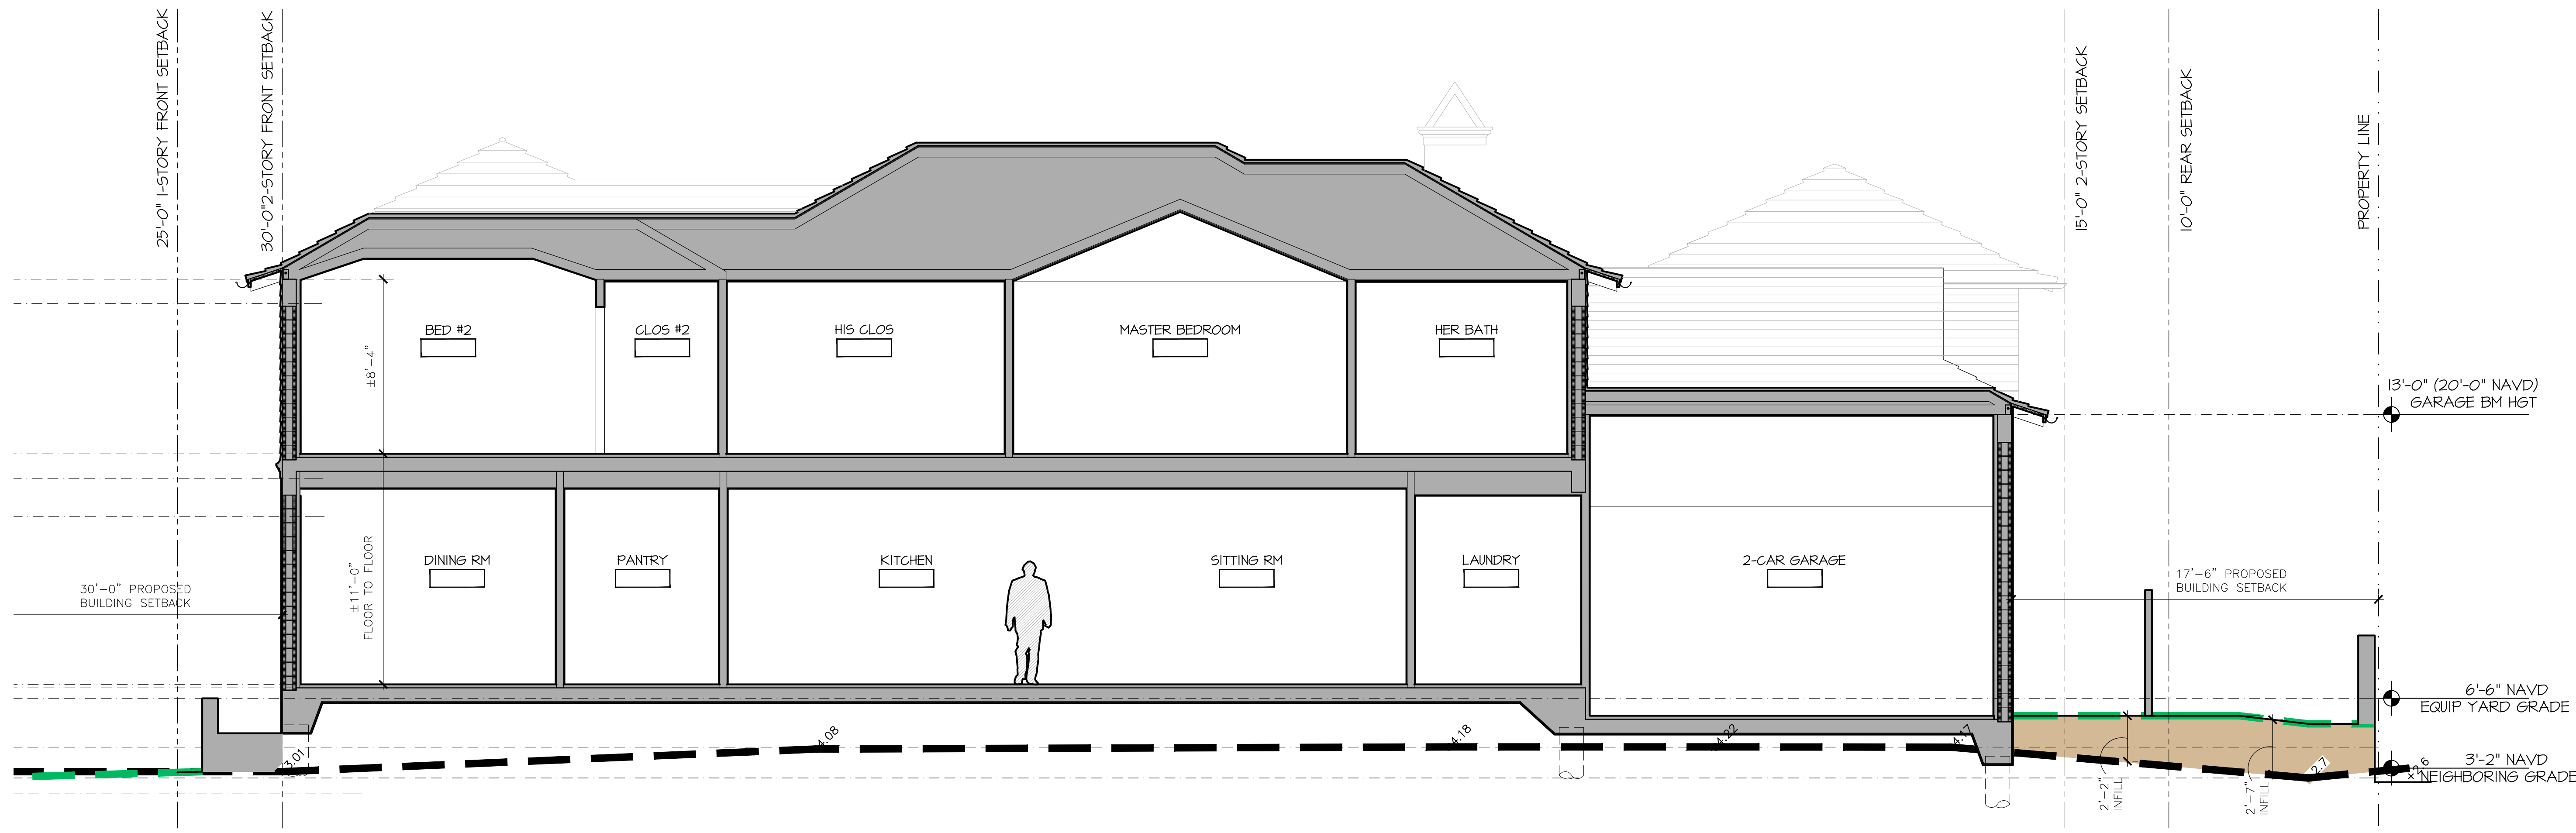 25'-0" 1-STORY FRONT SETBACK
30'-0"2-STORY FRONT SETBACK
15'-0" 2-STORY SETBACK
10'-0" REAR SETBACK
PROPERTY LINE
BED #2
CLOS #2
HIS CLOS
MASTER BEDROOM
HER BATH
±8'-4"
13'-0" (20'-0" NAVD)
GARAGE BM HGT
DINING RM
PANTRY
KITCHEN
SITTING RM
LAUNDRY
2-CAR GARAGE
±11'-0"
FLOOR TO FLOOR
30'-0" PROPOSED
BUILDING SETBACK
17'-6" PROPOSED
BUILDING SETBACK
6'-6" NAVD
EQUIP YARD GRADE
3.01
4.08
4.18
4.22
4.17
2.7
×2.6
3'-2" NAVD
NEIGHBORING GRADE
2'-2"
INFILL
2'-7"
INFILL